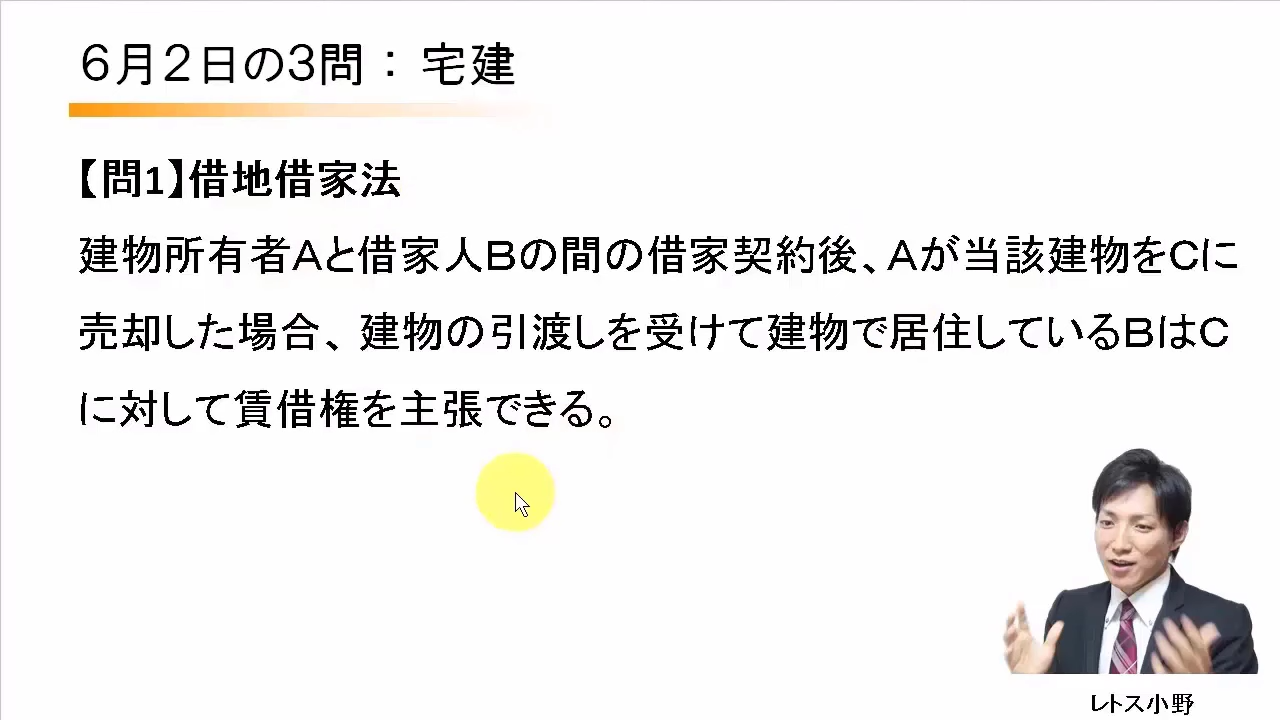 ６月２日の３問：宅建
【問1】借地借家法
建物所有者Ａと借家人Ｂの間の借家契約後、Ａが当該建物をＣに
売却した場合、建物の引渡しを受けて建物で居住しているＢはＣ
に対して賃借権を主張できる。
レトス小野